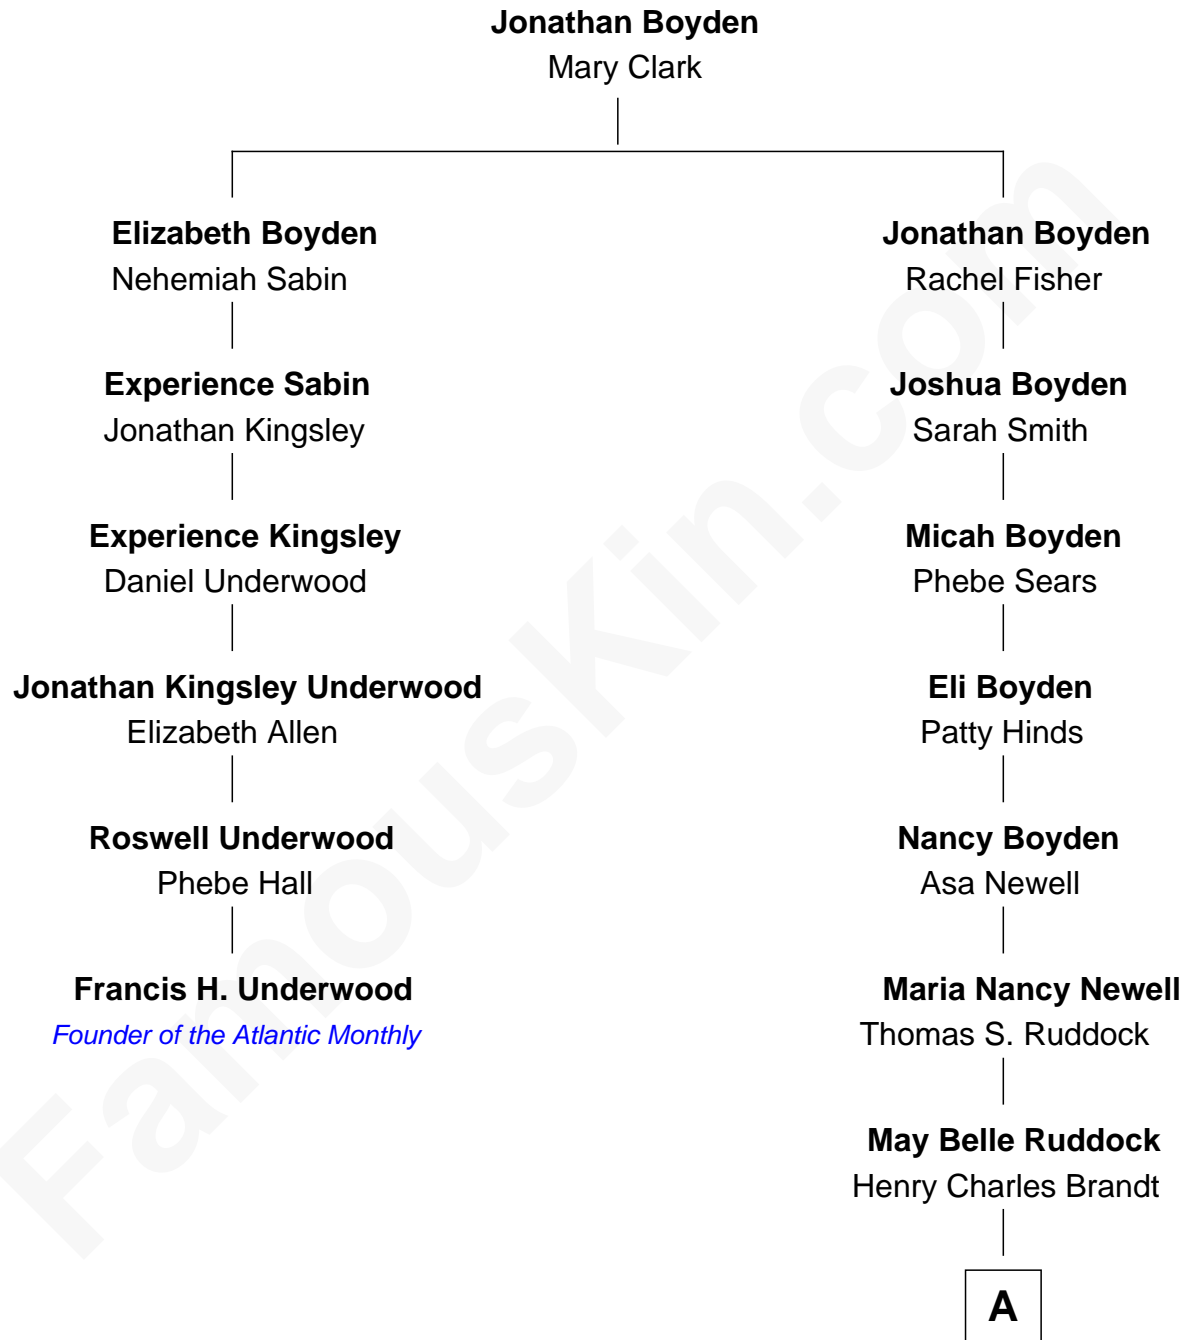 Jonathan Boyden
Mary Clark
Elizabeth Boyden
Nehemiah Sabin
Jonathan Boyden
Rachel Fisher
Experience Sabin
Jonathan Kingsley
Joshua Boyden
Sarah Smith
Experience Kingsley
Daniel Underwood
Micah Boyden
Phebe Sears
Jonathan Kingsley Underwood
Elizabeth Allen
Eli Boyden
Patty Hinds
Roswell Underwood
Phebe Hall
Nancy Boyden
Asa Newell
Francis H. Underwood
Founder of the Atlantic Monthly
Maria Nancy Newell
Thomas S. Ruddock
May Belle Ruddock
Henry Charles Brandt
A
FamousKin.com